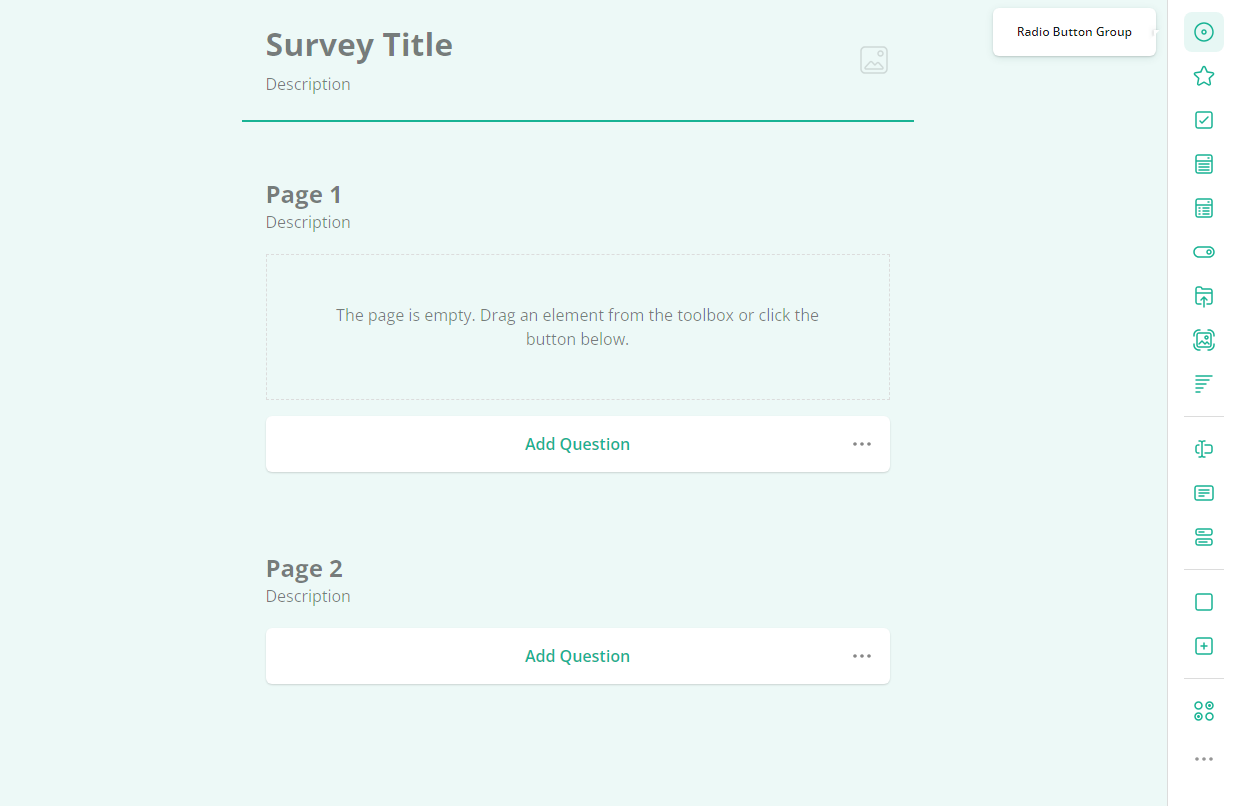 Survey Title
Description
Radio Button Group
Page 1
Description
The page is empty. Drag an element from the toolbox or click the
button below.
Add Question
Page 2
Description
Add Question